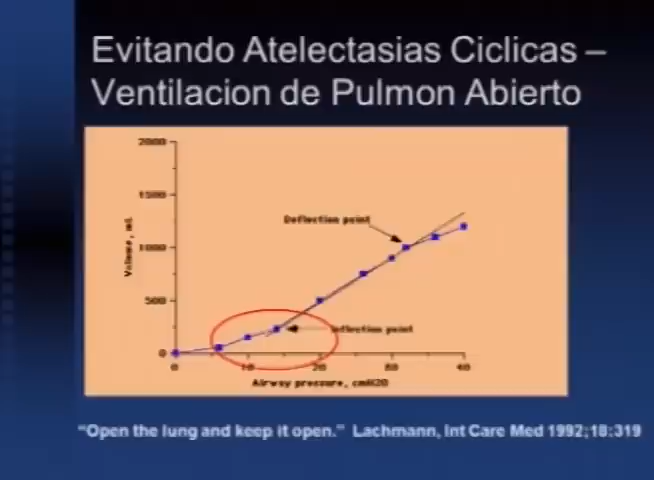 Evitando Atelectasias Ciclicas –
Ventilacion de Pulmon Abierto
2000
1500
Deflection point
Volume, mL
1000
500
Inflection point
0
0 10 20 30 40
Airway pressure, cmH2O
"Open the lung and keep it open." Lachmann, Int Care Med 1992;18:319